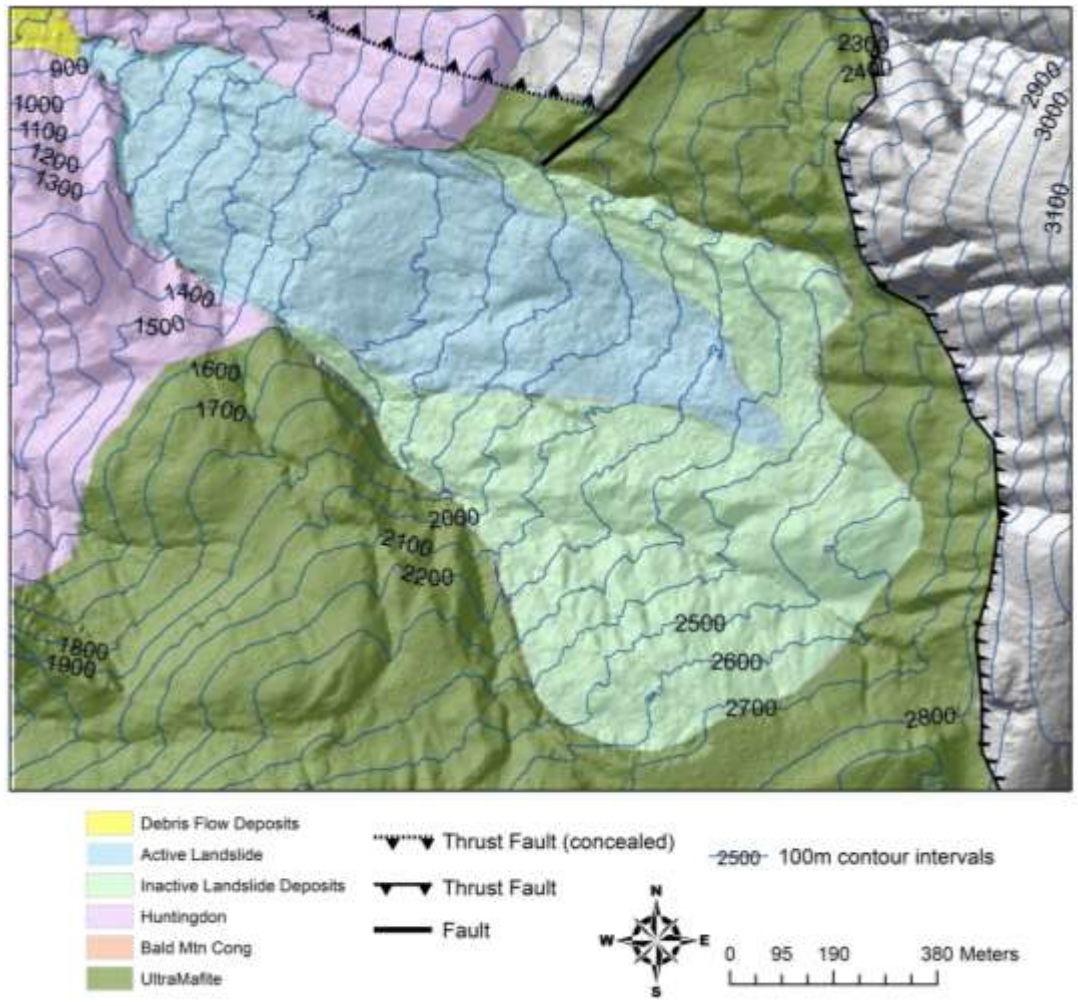 2300
2400
900
2900
1000
3000
1100
1200
1300
3100
1400
1500
1600
1700
2000
2100
2200
2500
1800
1900
2600
2700
2800
Debris Flow Deposits
Active Landslide
Inactive Landslide Deposits
Huntingdon
Bald Mtn Cong
UltraMafite
Thrust Fault (concealed)
Thrust Fault
Fault
2500 100m contour intervals
N
W E
S
0 95 190 380 Meters